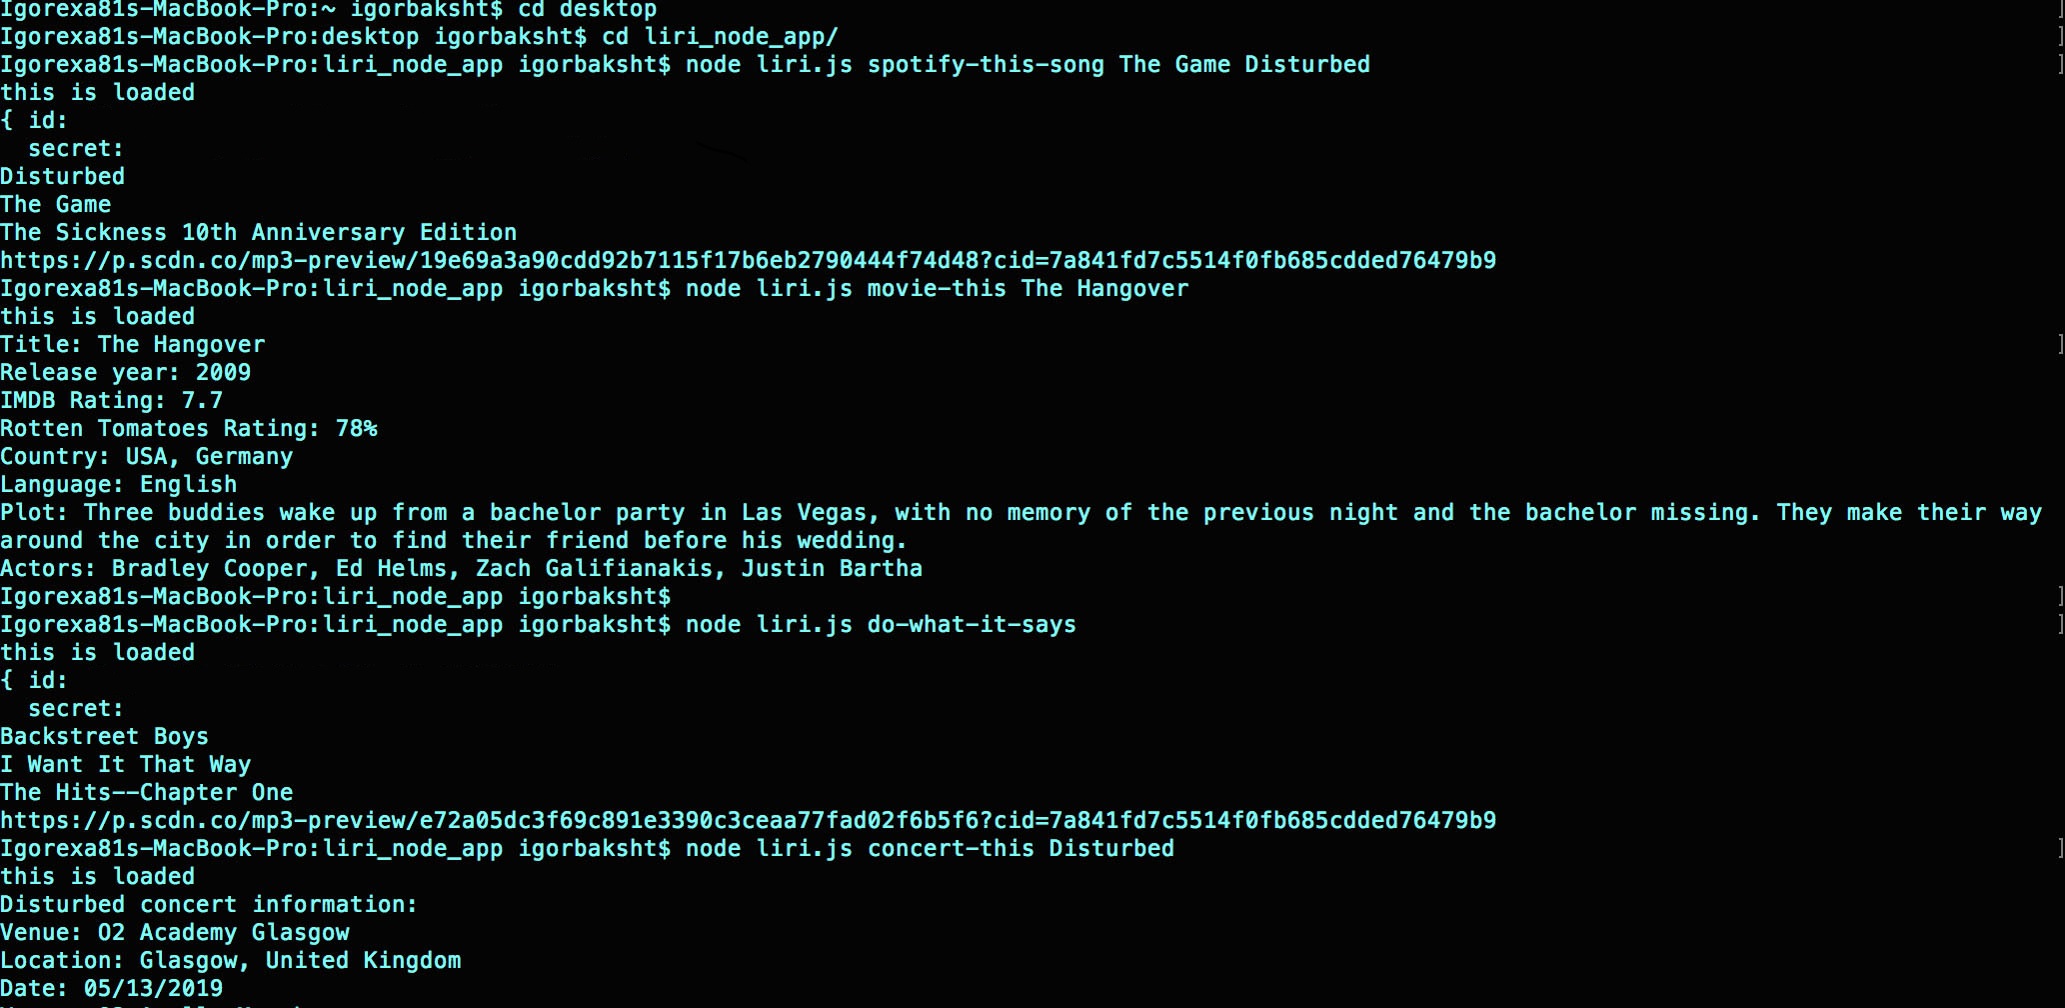 Igorexa81s-MacBook-Pro:~ igorbaksht$ cd desktop
Igorexa81s-MacBook-Pro:desktop igorbaksht$ cd liri_node_app/
Igorexa81s-MacBook-Pro:liri_node_app igorbaksht$ node liri.js spotify-this-song The Game Disturbed
this is loaded
{ id:
  secret:
Disturbed
The Game
The Sickness 10th Anniversary Edition
https://p.scdn.co/mp3-preview/19e69a3a90cdd92b7115f17b6eb2790444f74d48?cid=7a841fd7c5514f0fb685cdded76479b9
Igorexa81s-MacBook-Pro:liri_node_app igorbaksht$ node liri.js movie-this The Hangover
this is loaded
Title: The Hangover
Release year: 2009
IMDB Rating: 7.7
Rotten Tomatoes Rating: 78%
Country: USA, Germany
Language: English
Plot: Three buddies wake up from a bachelor party in Las Vegas, with no memory of the previous night and the bachelor missing. They make their way
around the city in order to find their friend before his wedding.
Actors: Bradley Cooper, Ed Helms, Zach Galifianakis, Justin Bartha
Igorexa81s-MacBook-Pro:liri_node_app igorbaksht$
Igorexa81s-MacBook-Pro:liri_node_app igorbaksht$ node liri.js do-what-it-says
this is loaded
{ id:
  secret:
Backstreet Boys
I Want It That Way
The Hits--Chapter One
https://p.scdn.co/mp3-preview/e72a05dc3f69c891e3390c3ceaa77fad02f6b5f6?cid=7a841fd7c5514f0fb685cdded76479b9
Igorexa81s-MacBook-Pro:liri_node_app igorbaksht$ node liri.js concert-this Disturbed
this is loaded
Disturbed concert information:
Venue: O2 Academy Glasgow
Location: Glasgow, United Kingdom
Date: 05/13/2019